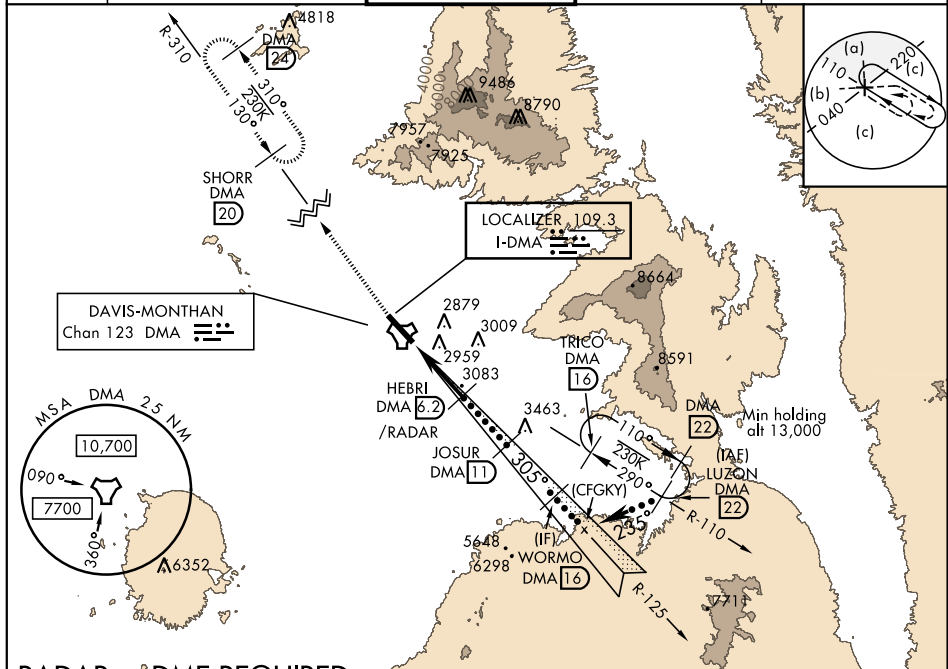 R-310
4818
DMA
24
310°
230K
130°
SHORR
DMA
20
9486
8790
7957
7925
(a)
110
220
(c)
(b)
040
(c)
LOCALIZER 109.3
I-DMA
8664
DAVIS-MONTHAN
Chan 123 DMA
2879
3009
2959
3083
TRICO
DMA
16
8591
HEBRI
DMA 6.2
/RADAR
3463
JOSUR
DMA 11
305°
110°
230K
290°
DMA
22
Min holding
alt 13,000
(IAF)
LUZON
DMA
22
(CFGKY)
255°
R-110
MSA DMA 25 NM
10,700
090°
7700
360°
6352
5648
6298
(IF)
WORMO
DMA 16
R-125
7711
RADAR
DME REQUIRED